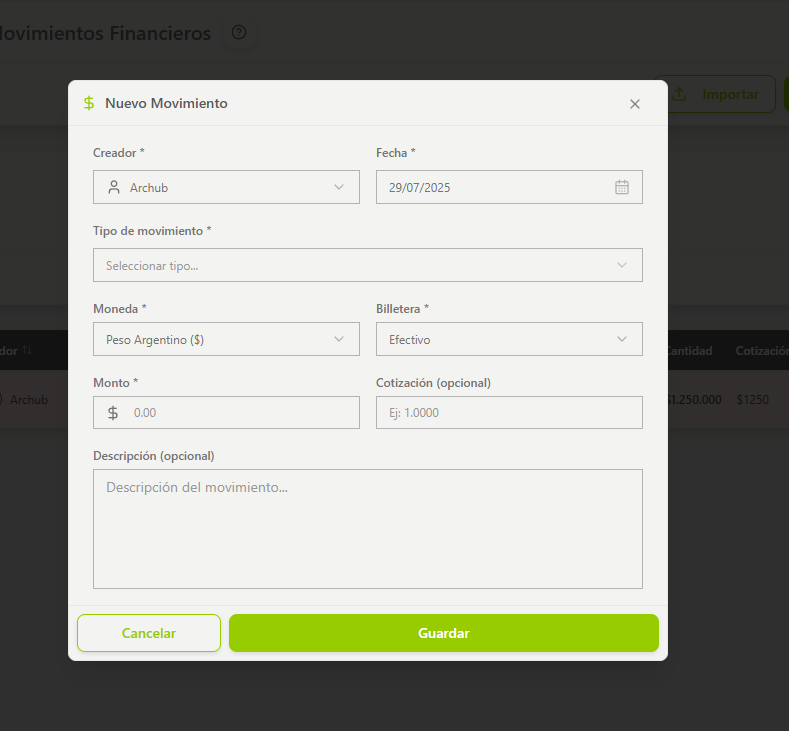 Movimientos Financieros
Importar
$ Nuevo Movimiento
Creador *
Fecha *
Archub
29/07/2025
Tipo de movimiento *
Seleccionar tipo...
Moneda *
Billetera *
Peso Argentino ($)
Efectivo
Monto *
Cotización (opcional)
$ 0.00
Ej: 1.0000
Descripción (opcional)
Descripción del movimiento...
Cancelar
Guardar
dor
Cantidad
Cotización
Archub
$1.250.000
$1250